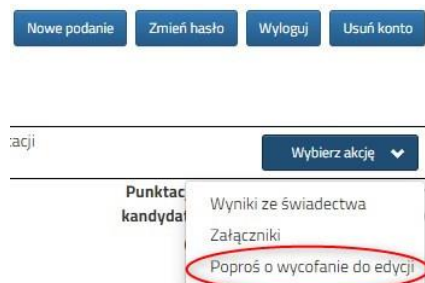 Nowe podanie Zmień hasło Wyloguj Usuń konto
acji Wybierz akcję
Punktac
kandydat
Wyniki ze świadectwa
Załączniki
Poproś o wycofanie do edycji